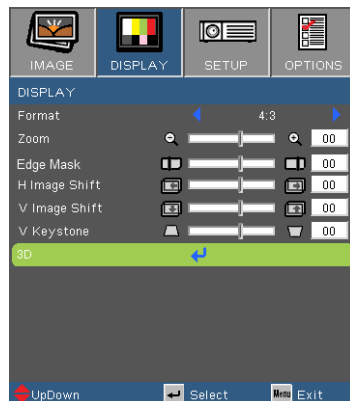 IMAGE DISPLAY SETUP OPTIONS
DISPLAY
Format 4:3
Zoom 00
Edge Mask 00
H Image Shift 00
V Image Shift 00
V Keystone 00
3D
UpDown Select Menu Exit